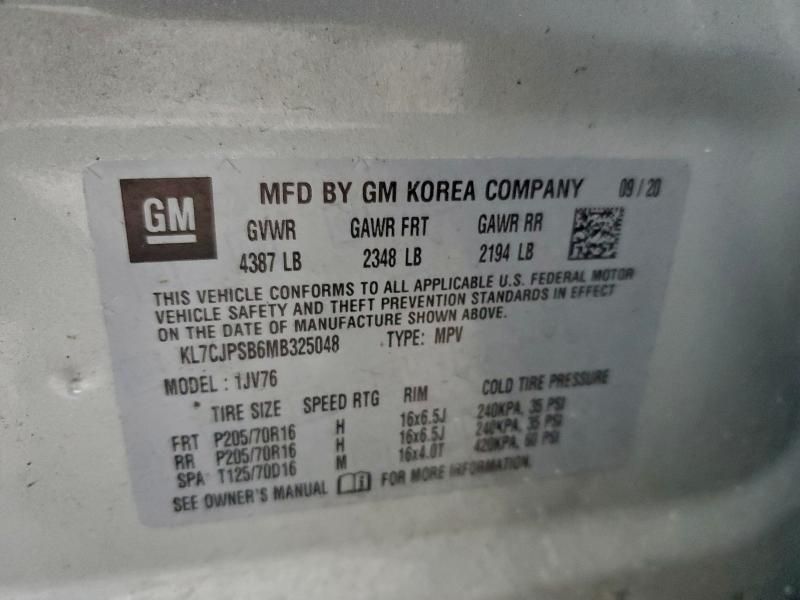 GM MFD BY GM KOREA COMPANY 09/20
GVWR GAWR FRT GAWR RR
4387 LB 2348 LB 2194 LB
THIS VEHICLE CONFORMS TO ALL APPLICABLE U.S. FEDERAL MOTOR
VEHICLE SAFETY AND THEFT PREVENTION STANDARDS IN EFFECT
ON THE DATE OF MANUFACTURE SHOWN ABOVE.
KL7CJPSB6MB325048 TYPE: MPV
MODEL: 1JV76
TIRE SIZE SPEED RTG RIM COLD TIRE PRESSURE
FRT P205/70R16 H 16x6.5J 240KPA, 35 PSI
RR P205/70R16 H 16x6.5J 240KPA, 35 PSI
SPA T125/70D16 M 16x4.0T 420KPA, 60 PSI
SEE OWNER'S MANUAL FOR MORE INFORMATION.